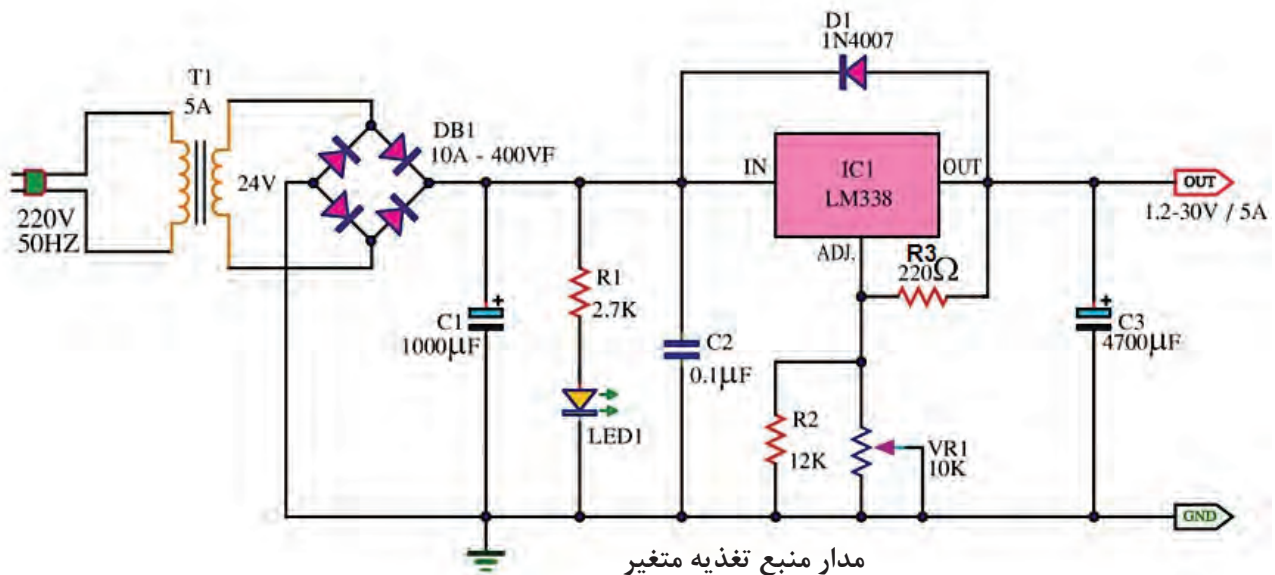 T1
5A
220V
50HZ
24V
DB1
10A - 400VF
C1
1000µF
R1
2.7K
LED1
C2
0.1µF
D1
1N4007
IN
IC1
LM338
OUT
ADJ.
R3
220Ω
R2
12K
VR1
10K
C3
4700µF
OUT
1.2-30V / 5A
GND
مدار منبع تغذیه متغیر